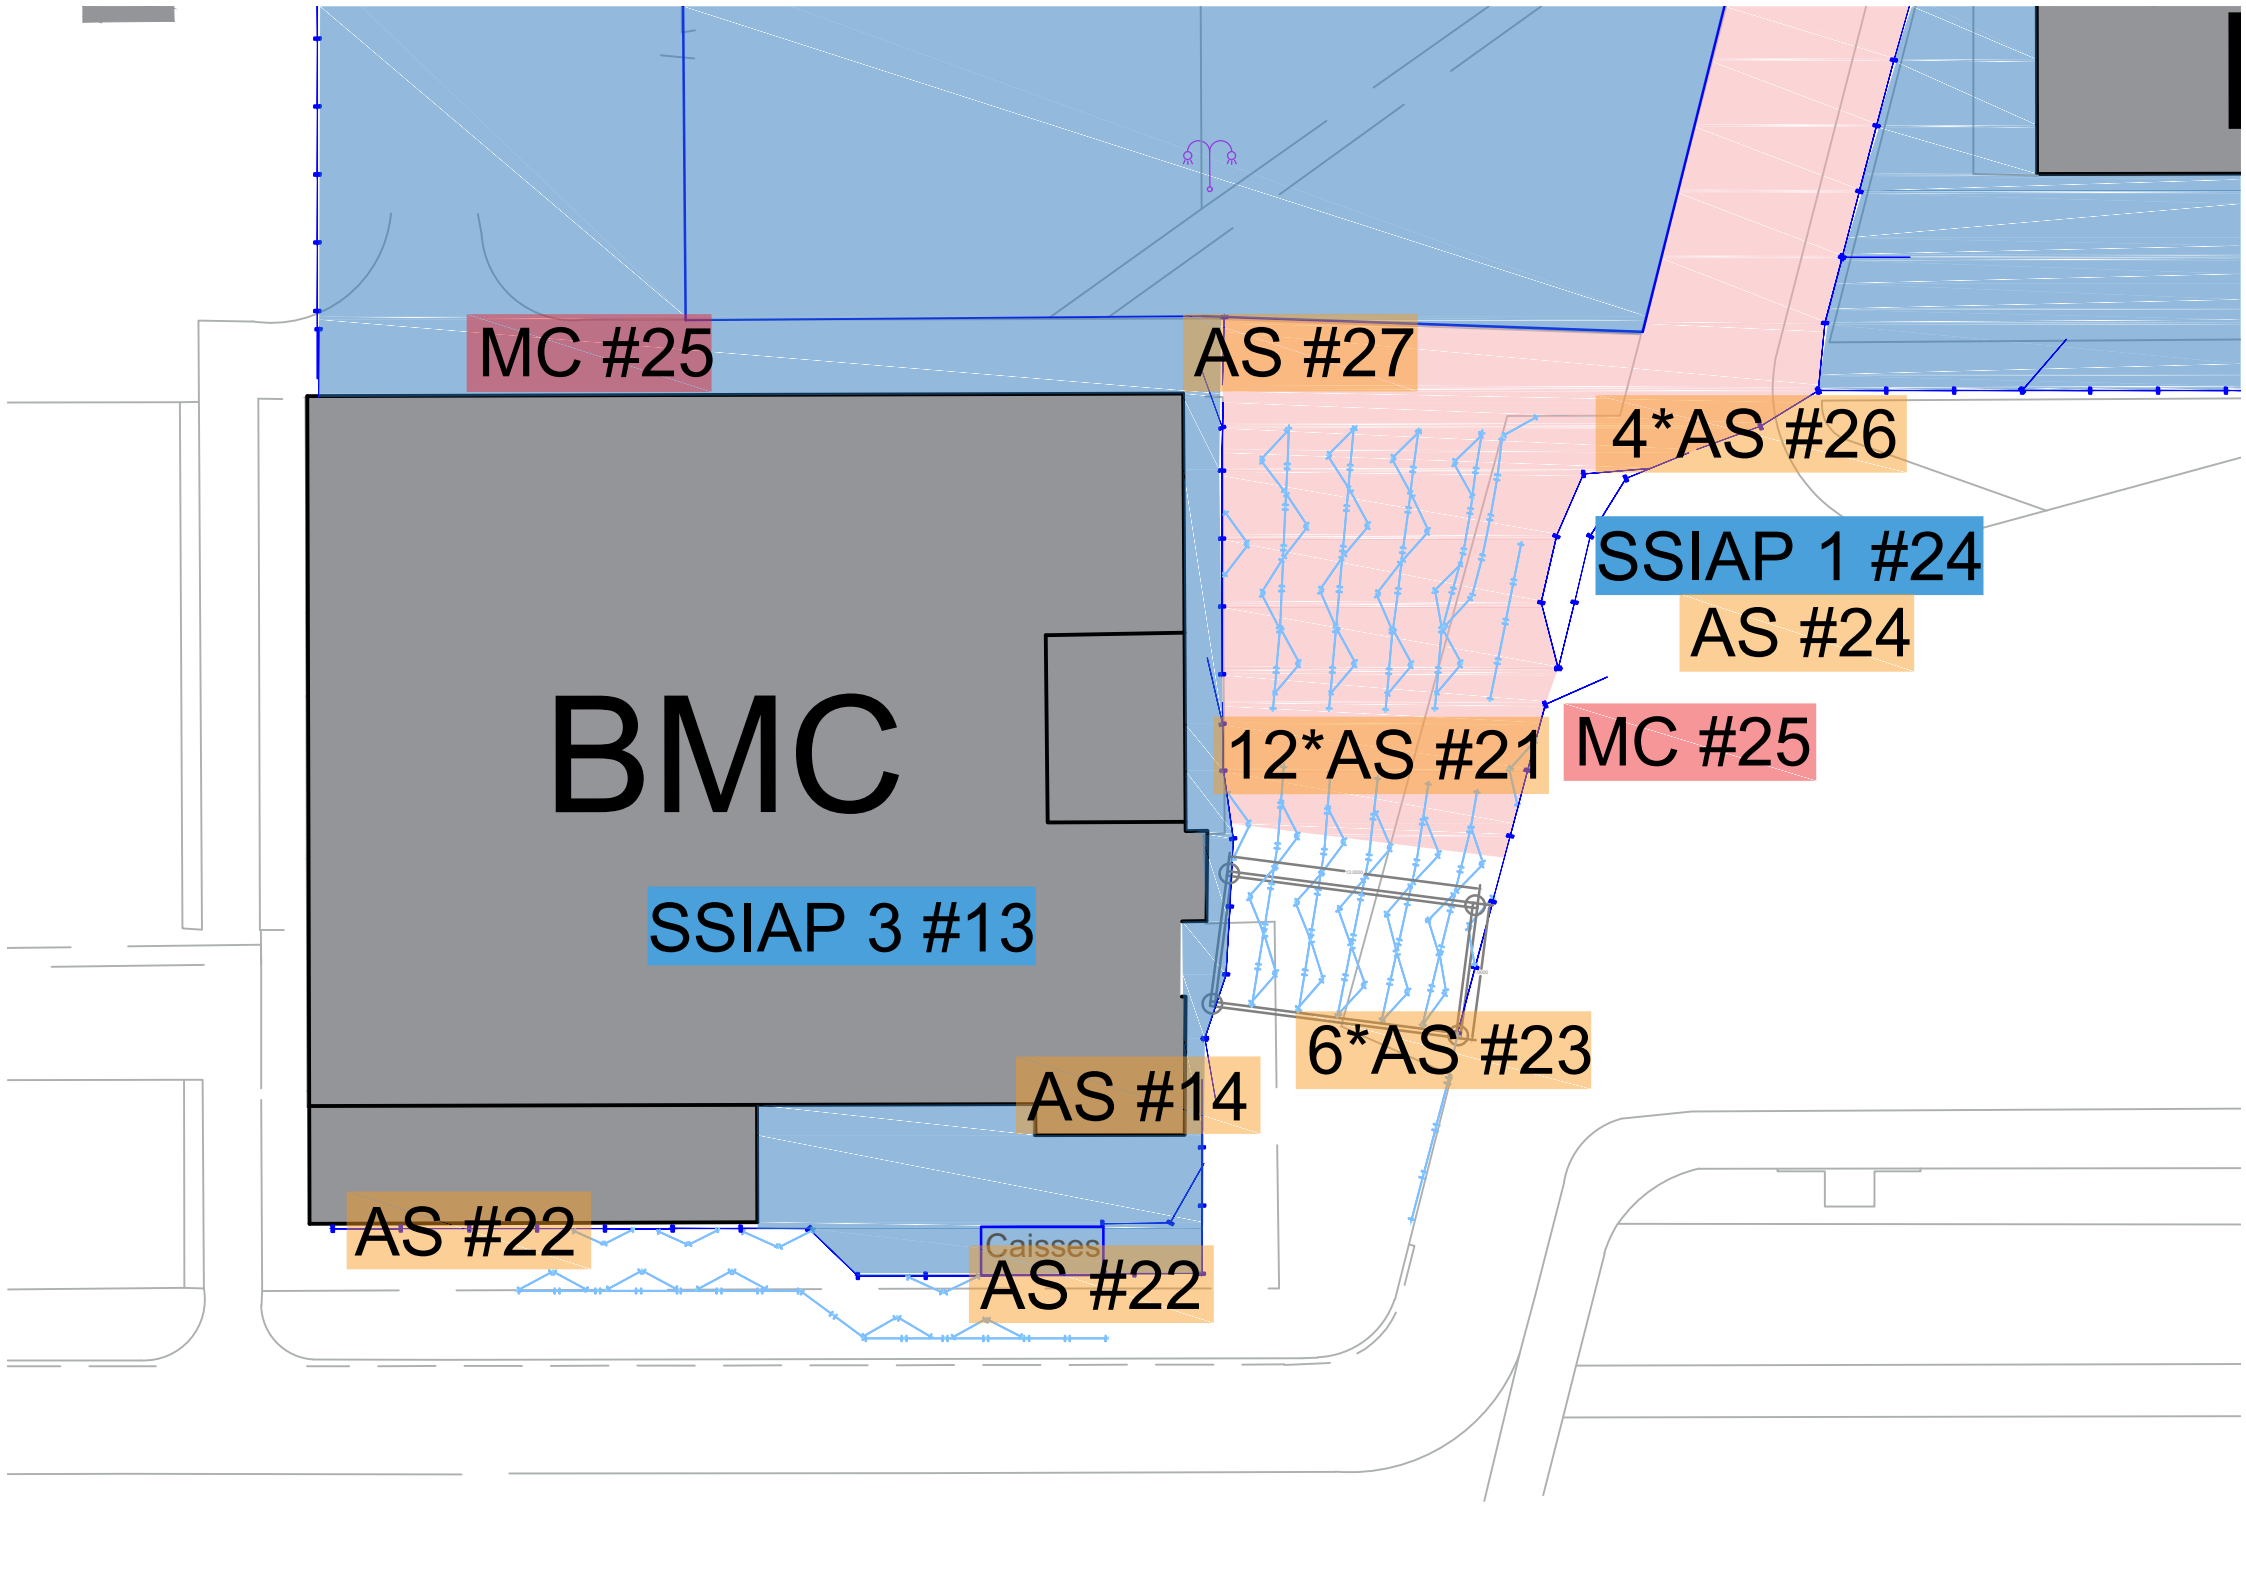 MC #25
AS #27
4*AS #26
SSIAP 1 #24
AS #24
BMC
12*AS #21
MC #25
SSIAP 3 #13
6*AS #23
AS #14
AS #22
Caisses
AS #22